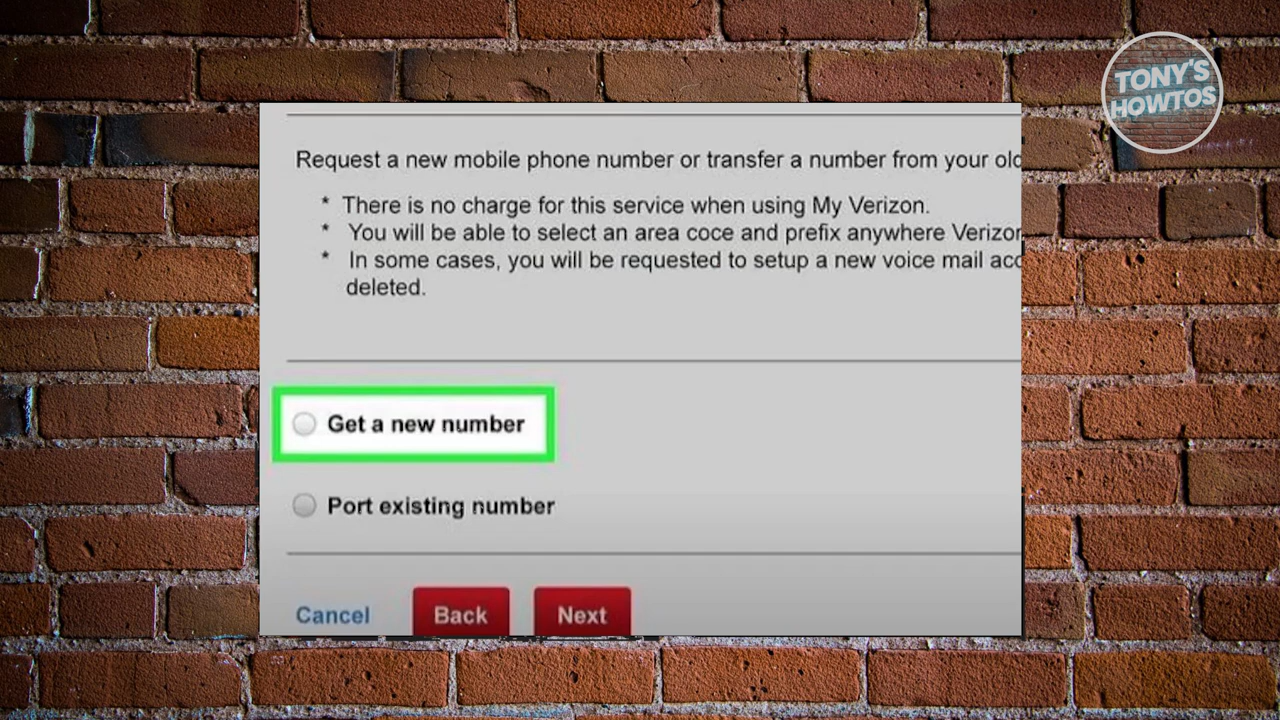 TONY'S
HOWTOS
Request a new mobile phone number or transfer a number from your old
* There is no charge for this service when using My Verizon.
* You will be able to select an area coce and prefix anywhere Verizon
* In some cases, you will be requested to setup a new voice mail acc
deleted.
Get a new number
Port existing number
Cancel
Back
Next